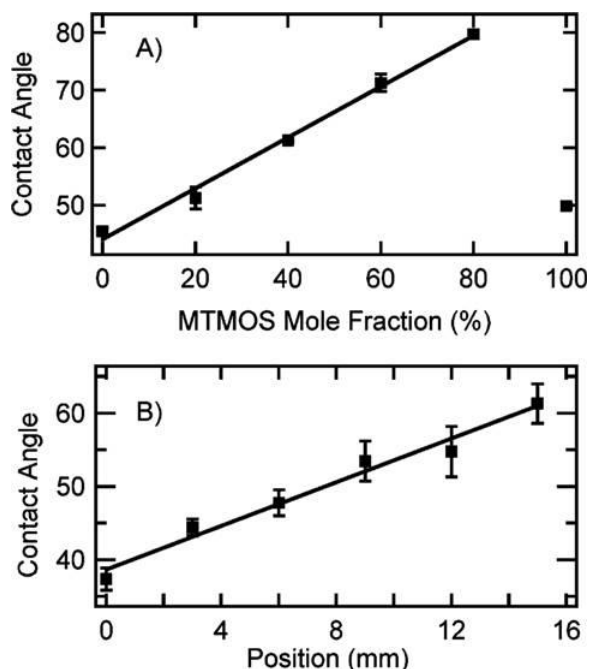 A)
80
70
60
50
Contact Angle
0 20 40 60 80 100
MTMOS Mole Fraction (%)
B)
60
50
40
Contact Angle
0 4 8 12 16
Position (mm)